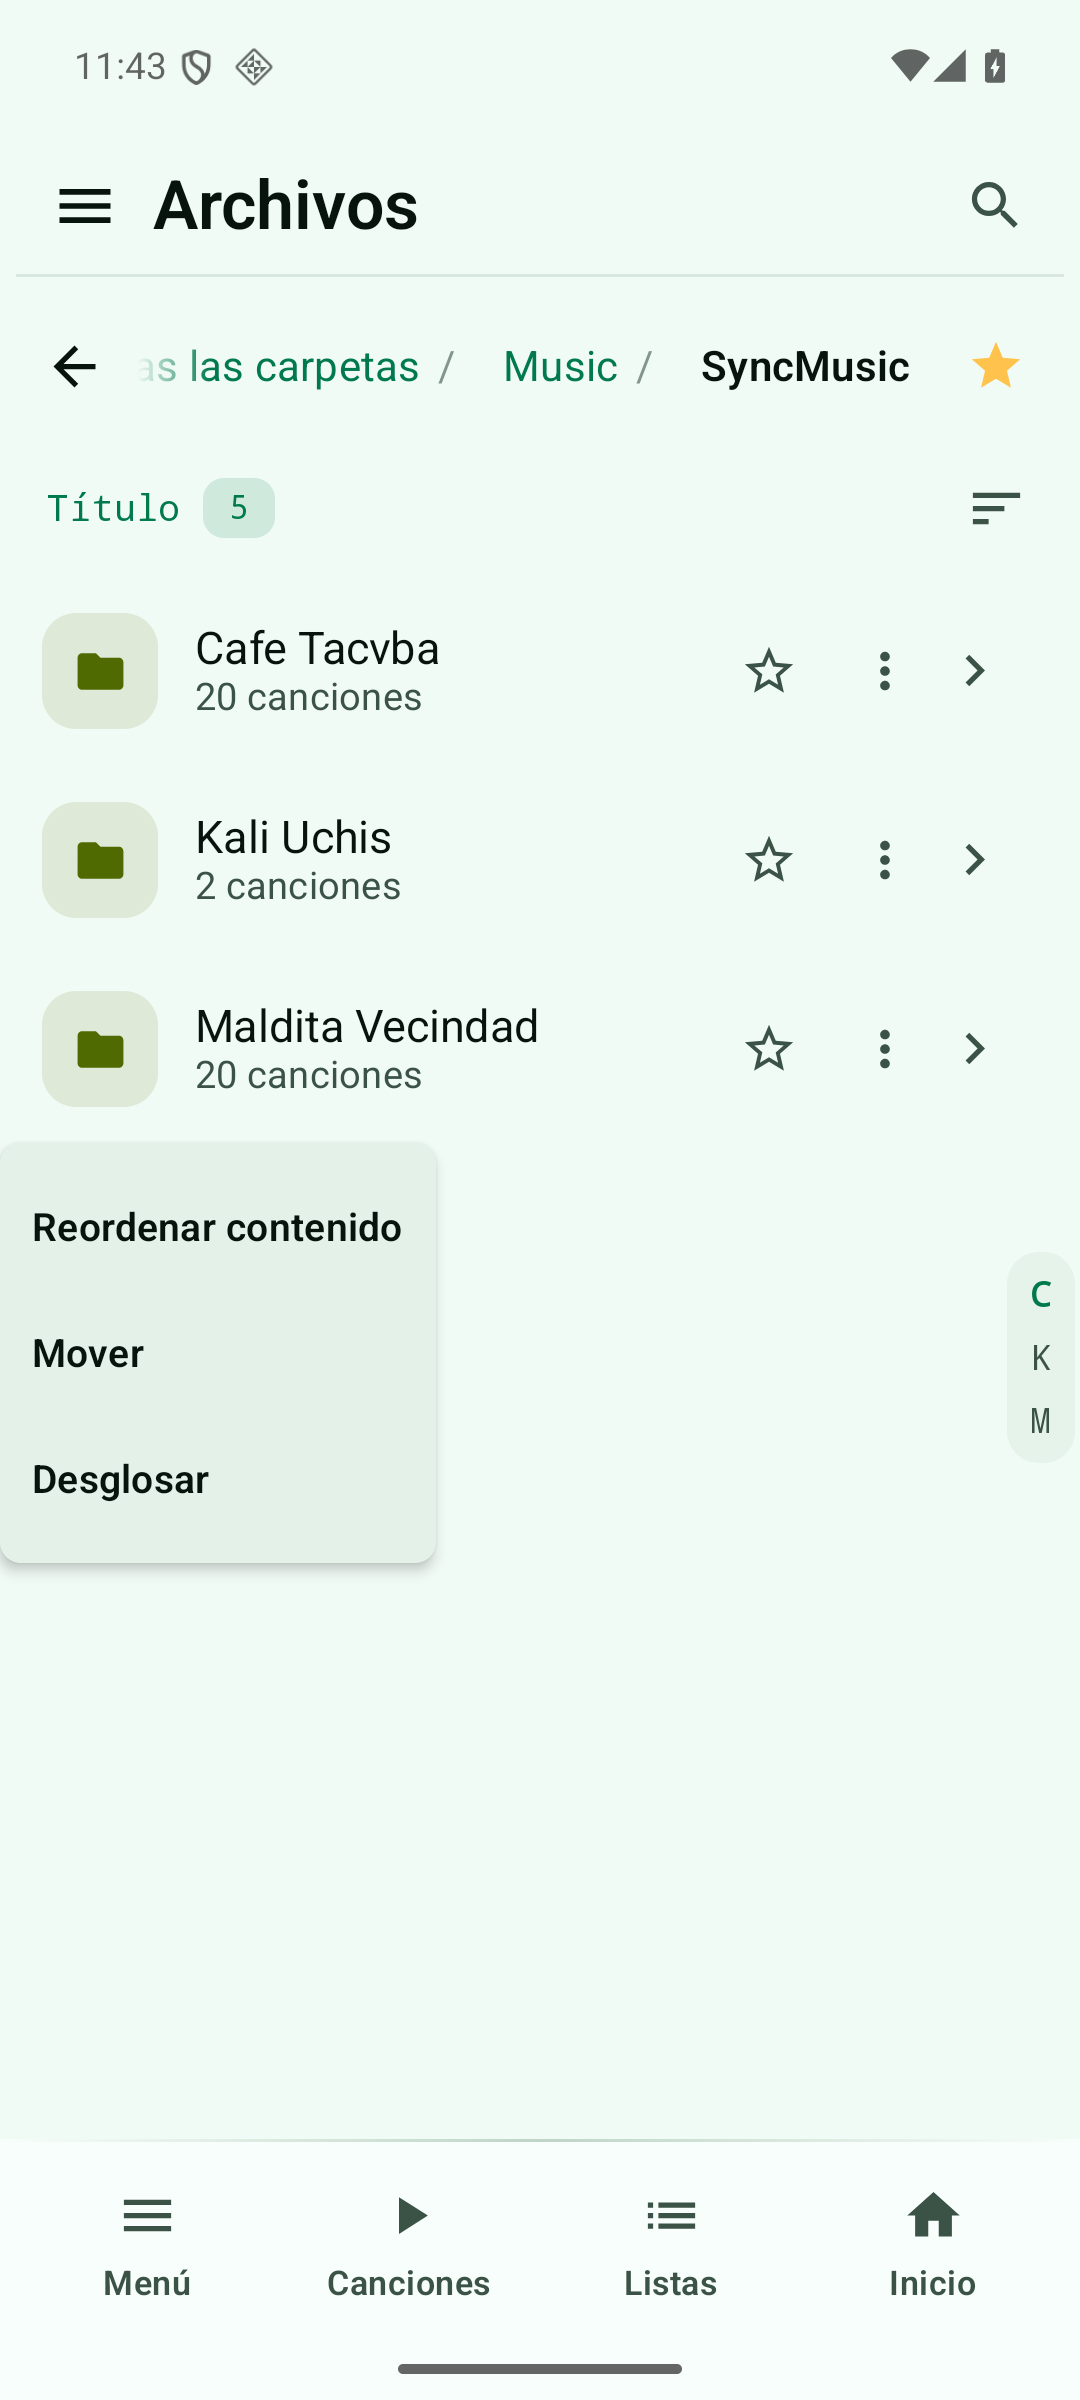 11:43
Archivos
as las carpetas / Music / SyncMusic
Título 5
Cafe Tacvba
20 canciones
Kali Uchis
2 canciones
Maldita Vecindad
20 canciones
Reordenar contenido
Mover
Desglosar
C
K
M
Menú
Canciones
Listas
Inicio